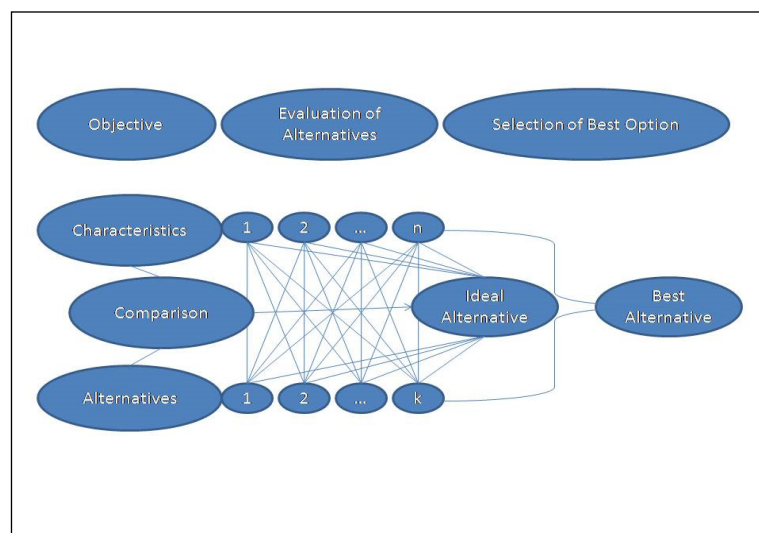 Objective
Evaluation of
Alternatives
Selection of Best Option
Characteristics
1
2
...
n
Comparison
Ideal
Alternative
Best
Alternative
Alternatives
1
2
...
k